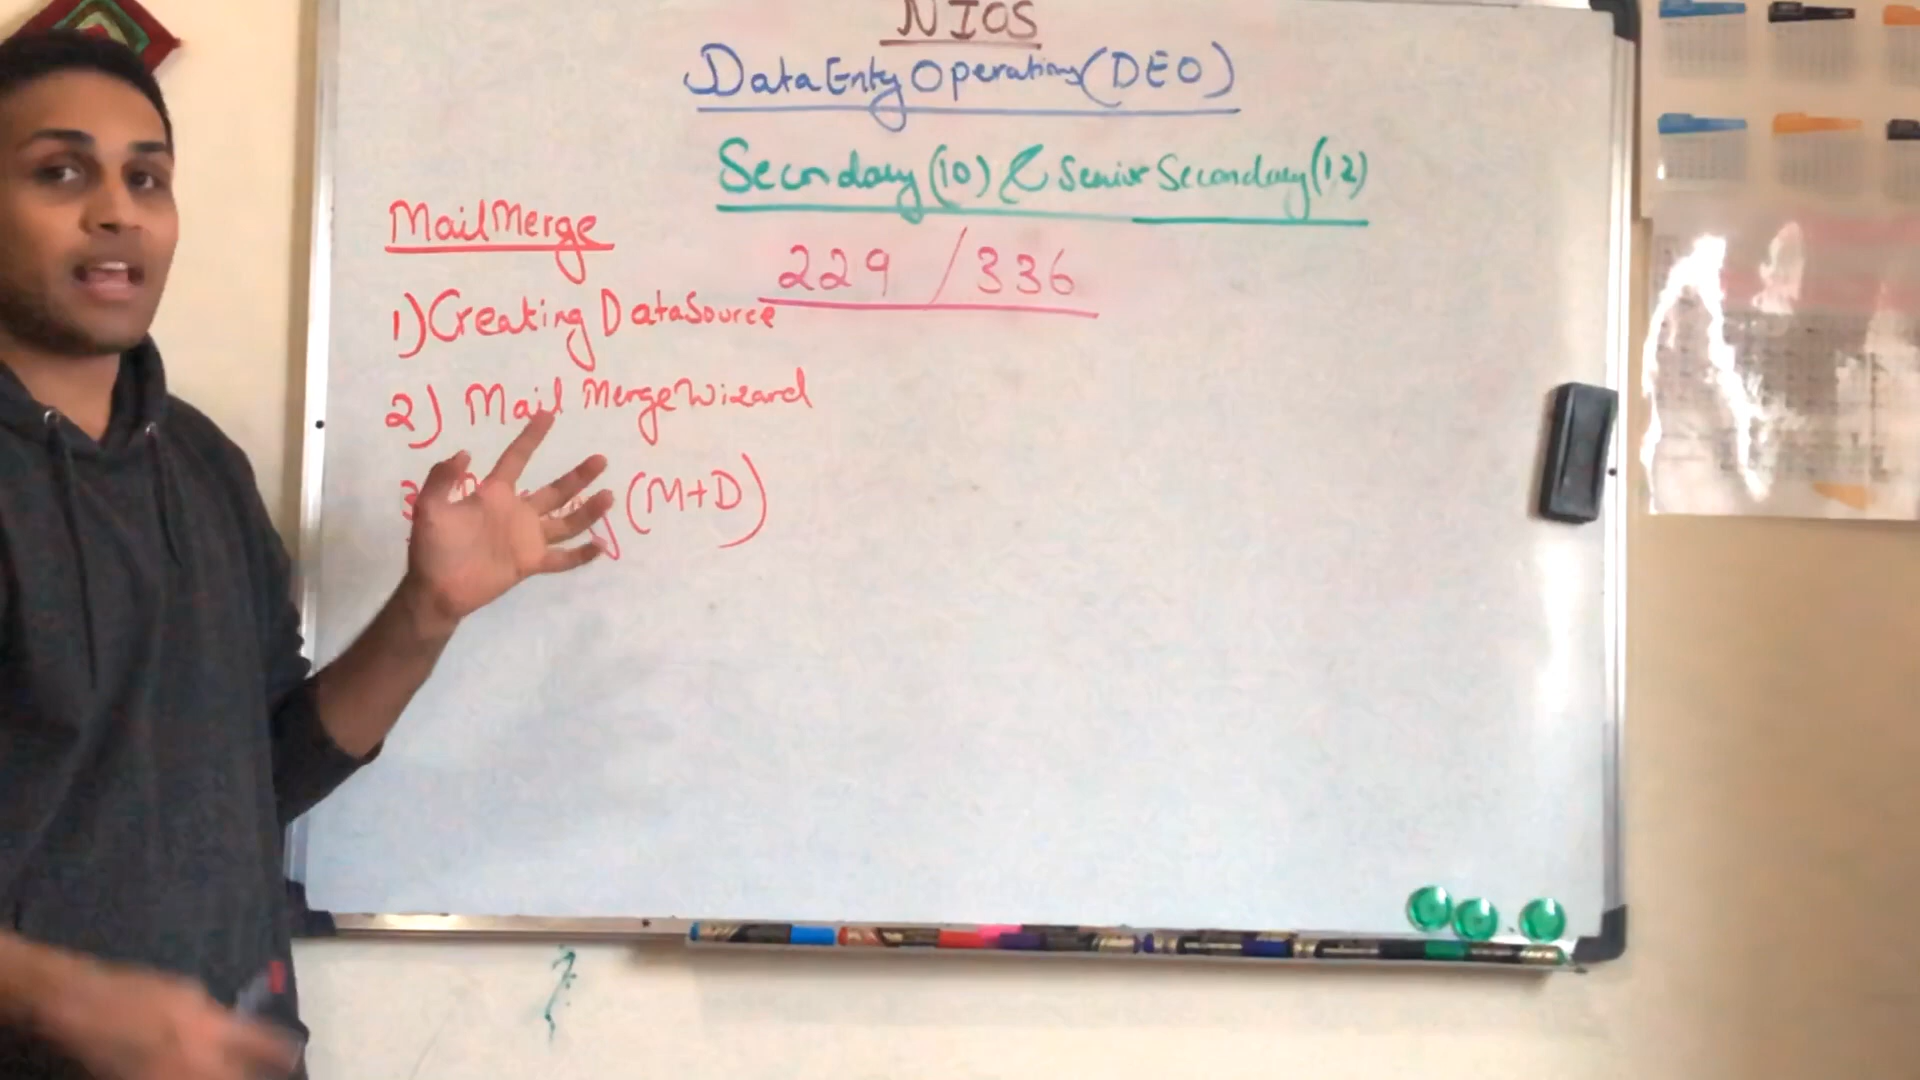 NIOS
Data Entry Operations (DEO)
Secondary (10) & Senior Secondary (12)
229 / 336
Mail Merge
1) Creating Data Source
2) Mail Merge Wizard
3 (M+D)